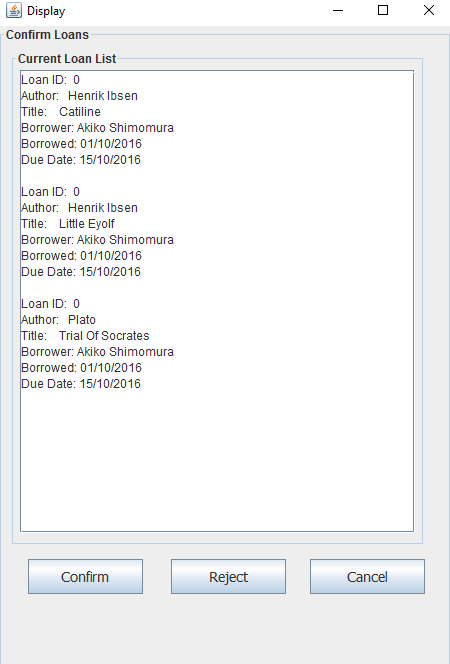 Display
Confirm Loans
Current Loan List
Loan ID:  0
Author:   Henrik Ibsen
Title:    Catiline
Borrower: Akiko Shimomura
Borrowed: 01/10/2016
Due Date: 15/10/2016
Loan ID:  0
Author:   Henrik Ibsen
Title:    Little Eyolf
Borrower: Akiko Shimomura
Borrowed: 01/10/2016
Due Date: 15/10/2016
Loan ID:  0
Author:   Plato
Title:    Trial Of Socrates
Borrower: Akiko Shimomura
Borrowed: 01/10/2016
Due Date: 15/10/2016
Confirm Reject Cancel